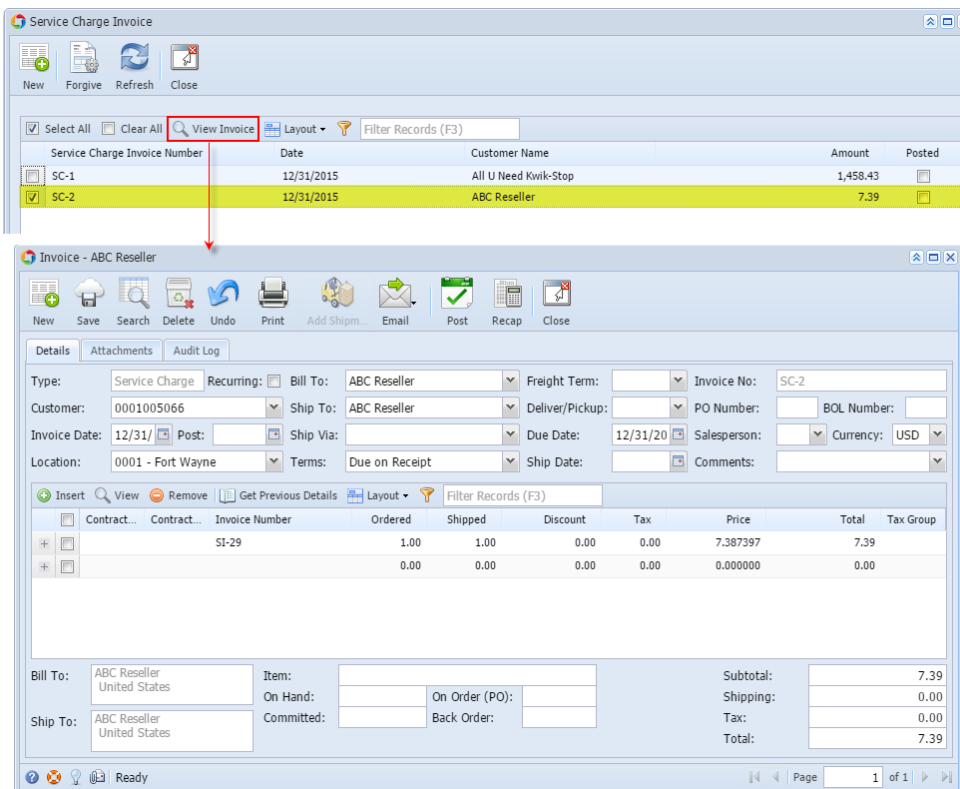 Service Charge Invoice
New Forgive Refresh Close
Select All Clear All View Invoice Layout Filter Records (F3)
Service Charge Invoice Number Date Customer Name Amount Posted
SC-1 12/31/2015 All U Need Kwik-Stop 1,458.43
SC-2 12/31/2015 ABC Reseller 7.39
Invoice - ABC Reseller
New Save Search Delete Undo Print Add Shipm... Email Post Recap Close
Details Attachments Audit Log
Type: Service Charge Recurring: Bill To: ABC Reseller Freight Term: Invoice No: SC-2
Customer: 0001005066 Ship To: ABC Reseller Deliver/Pickup: PO Number: BOL Number:
Invoice Date: 12/31/ Post: Ship Via: Due Date: 12/31/20 Salesperson: Currency: USD
Location: 0001 - Fort Wayne Terms: Due on Receipt Ship Date: Comments:
Insert View Remove Get Previous Details Layout Filter Records (F3)
Contract... Contract... Invoice Number Ordered Shipped Discount Tax Price Total Tax Group
SI-29 1.00 1.00 0.00 0.00 7.387397 7.39
0.00 0.00 0.00 0.00 0.000000 0.00
Bill To: ABC Reseller Item: Subtotal: 7.39
United States
On Hand: On Order (PO): Shipping: 0.00
Ship To: ABC Reseller Committed: Back Order: Tax: 0.00
United States
Total: 7.39
Ready Page 1 of 1